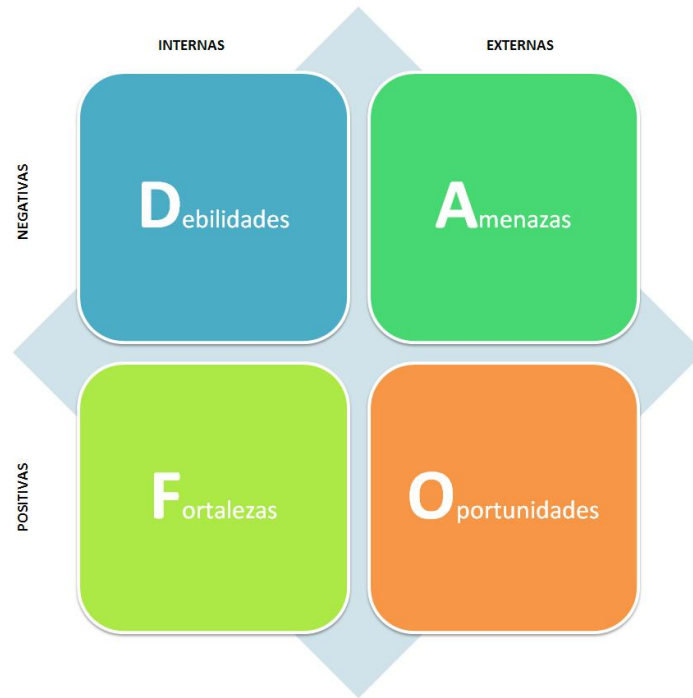 INTERNAS
EXTERNAS
NEGATIVAS
Debilidades
Amenazas
POSITIVAS
Fortalezas
Oportunidades